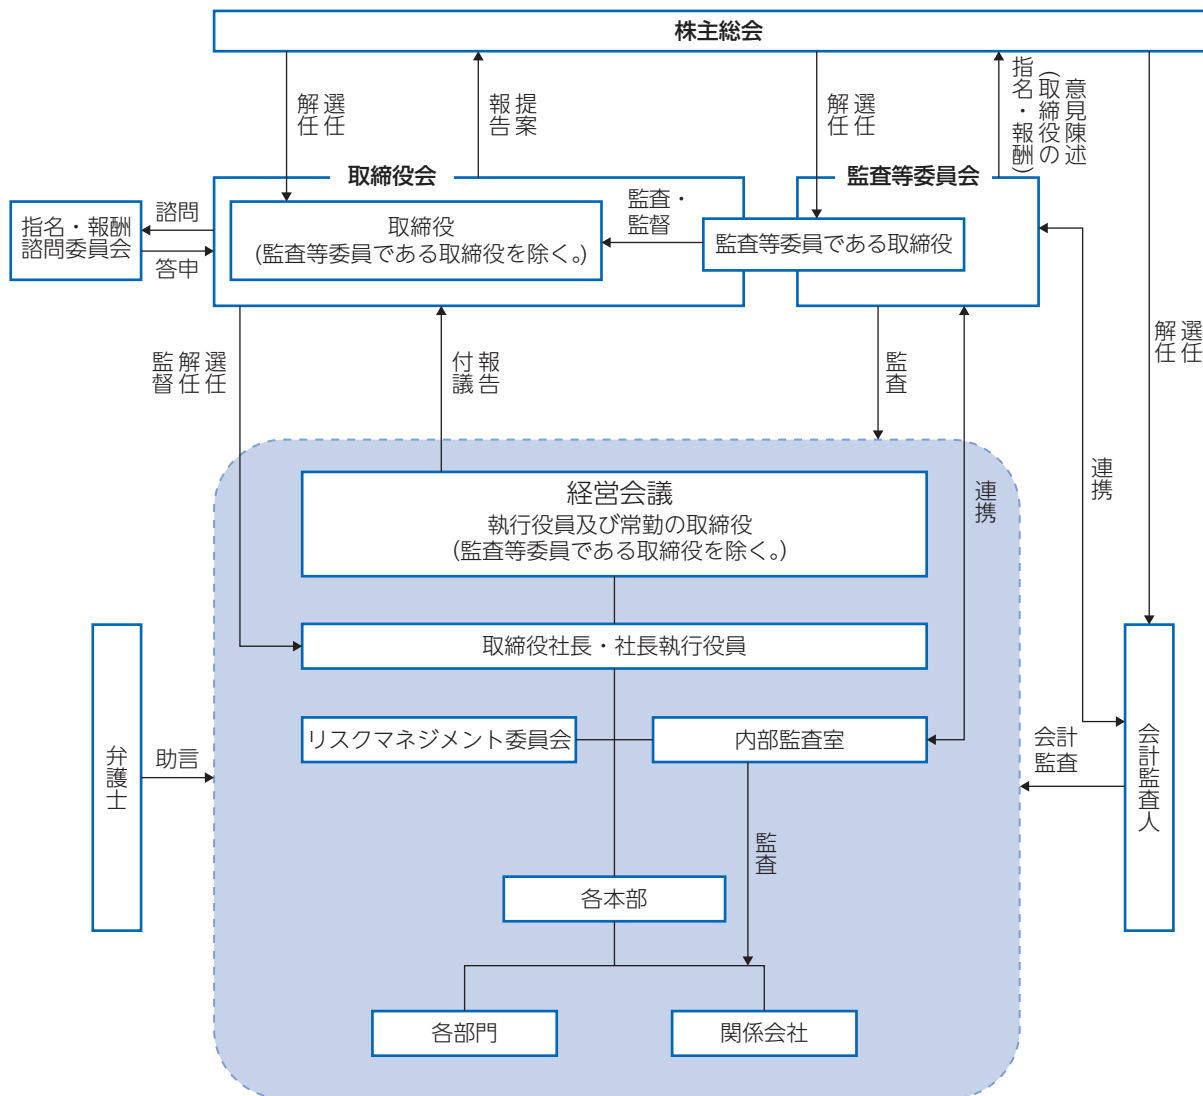 株主総会
選任
解任
提案
報告
選任
解任
意見陳述
(取締役の
指名・報酬)
取締役会
監査等委員会
指名・報酬
諮問委員会
諮問
答申
取締役
(監査等委員である取締役を除く。)
監査・
監督
監査等委員である取締役
選任
解任
選任
解任
監督
報告
付議
監査
連携
連携
経営会議
執行役員及び常勤の取締役
(監査等委員である取締役を除く。)
取締役社長・社長執行役員
リスクマネジメント委員会
内部監査室
弁護士
助言
会計
監査
会計監査人
監査
各本部
各部門
関係会社